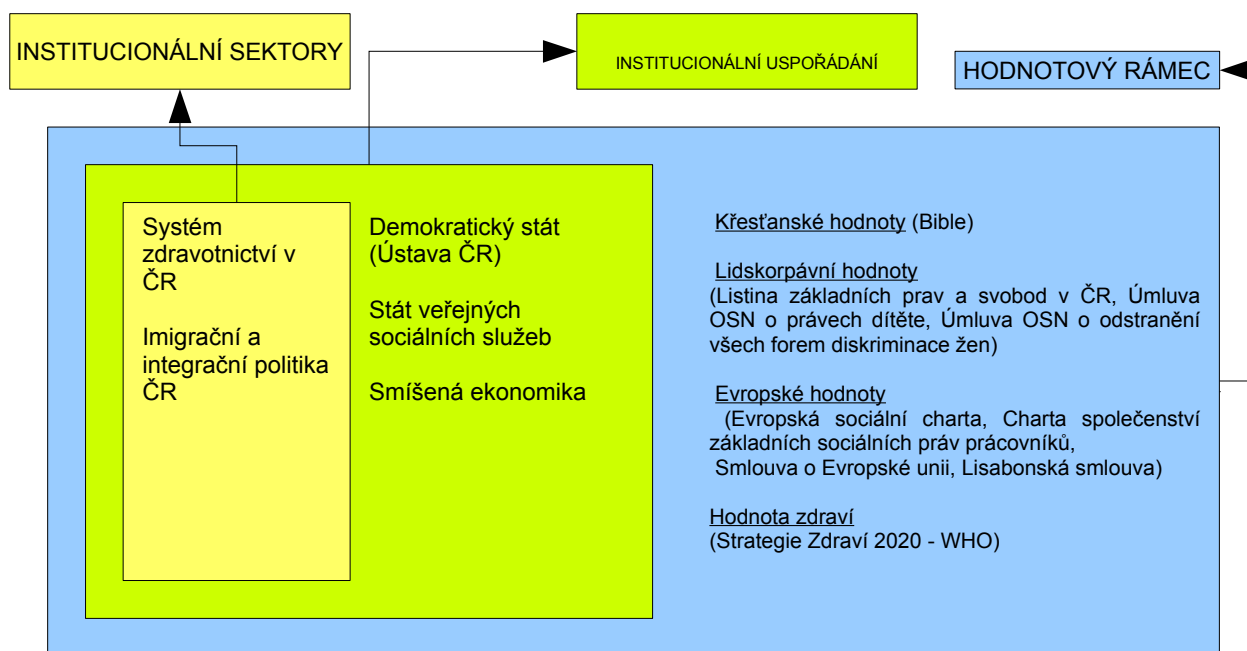 INSTITUCIONÁLNÍ SEKTORY
INSTITUCIONÁLNÍ USPOŘÁDÁNÍ
HODNOTOVÝ RÁMEC
Systém
zdravotnictví v
ČR
Imigrační a
integrační politika
ČR
Demokratický stát
(Ústava ČR)
Stát veřejných
sociálních služeb
Smíšená ekonomika
Křesťanské hodnoty (Bible)
Lidskorpávní hodnoty
(Listina základních prav a svobod v ČR, Úmluva
OSN o právech dítěte, Úmluva OSN o odstranění
všech forem diskriminace žen)
Evropské hodnoty
(Evropská sociální charta, Charta společenství
základních sociálních práv prácovníků,
Smlouva o Evropské unii, Lisabonská smlouva)
Hodnota zdraví
(Strategie Zdraví 2020 - WHO)